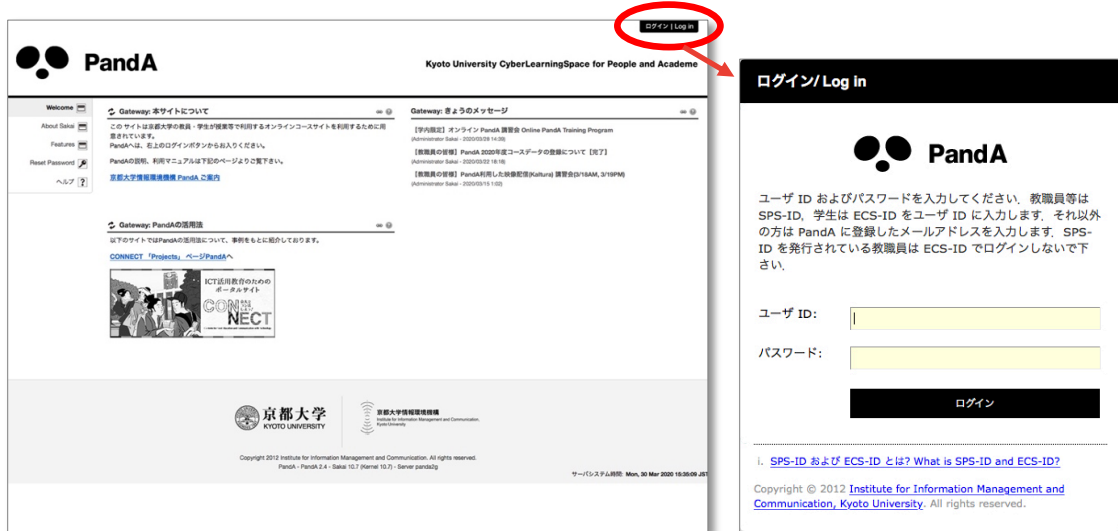 ログイン | Log in
PandA
Kyoto University CyberLearningSpace for People and Academe
Welcome
About Sakai
Features
Reset Password
ヘルプ
Gateway: 本サイトについて
この サイトは京都大学の教員・学生が授業等で利用するオンラインコースサイトを利用するために用
意されています。
PandAへは、右上のログインボタンからお入りください。
PandAの説明、利用マニュアルは下記のページよりご覧下さい。
京都大学情報環境機構 PandA ご案内
Gateway: きょうのメッセージ
【学内限定】オンライン PandA 講習会 Online PandA Training Program
(Administrator Sakai - 2020/03/28 14:39)
【教職員の皆様】PandA 2020年度コースデータの登録について【完了】
(Administrator Sakai - 2020/03/22 18:18)
【教職員の皆様】PandA利用した映像配信(Kaltura) 講習会(3/18AM, 3/19PM)
(Administrator Sakai - 2020/03/15 1:02)
Gateway: PandAの活用法
以下のサイトではPandAの活用法について、事例をもとに紹介しております。
CONNECT 「Projects」 ページPandAへ
ICT活用教育のための
ポータルサイト
CONNECT
京都大学
KYOTO UNIVERSITY
京都大学情報環境機構
Institute for Information Management and Communication,
Kyoto University
Copyright 2012 Institute for Information Management and Communication. All rights reserved.
PandA - PandA 2.4 - Sakai 10.7 (Kernel 10.7) - Server panda2g
サーバシステム時間: Mon, 30 Mar 2020 16:35:09 JST
ログイン/ Log in
PandA
ユーザ ID およびパスワードを入力してください．教職員等は
SPS-ID，学生は ECS-ID をユーザ ID に入力します．それ以外
の方は PandA に登録したメールアドレスを入力します．SPS-
ID を発行されている教職員は ECS-ID でログインしないで下
さい．
ユーザ ID:
パスワード:
ログイン
i. SPS-ID および ECS-ID とは? What is SPS-ID and ECS-ID?
Copyright © 2012 Institute for Information Management and
Communication, Kyoto University. All rights reserved.